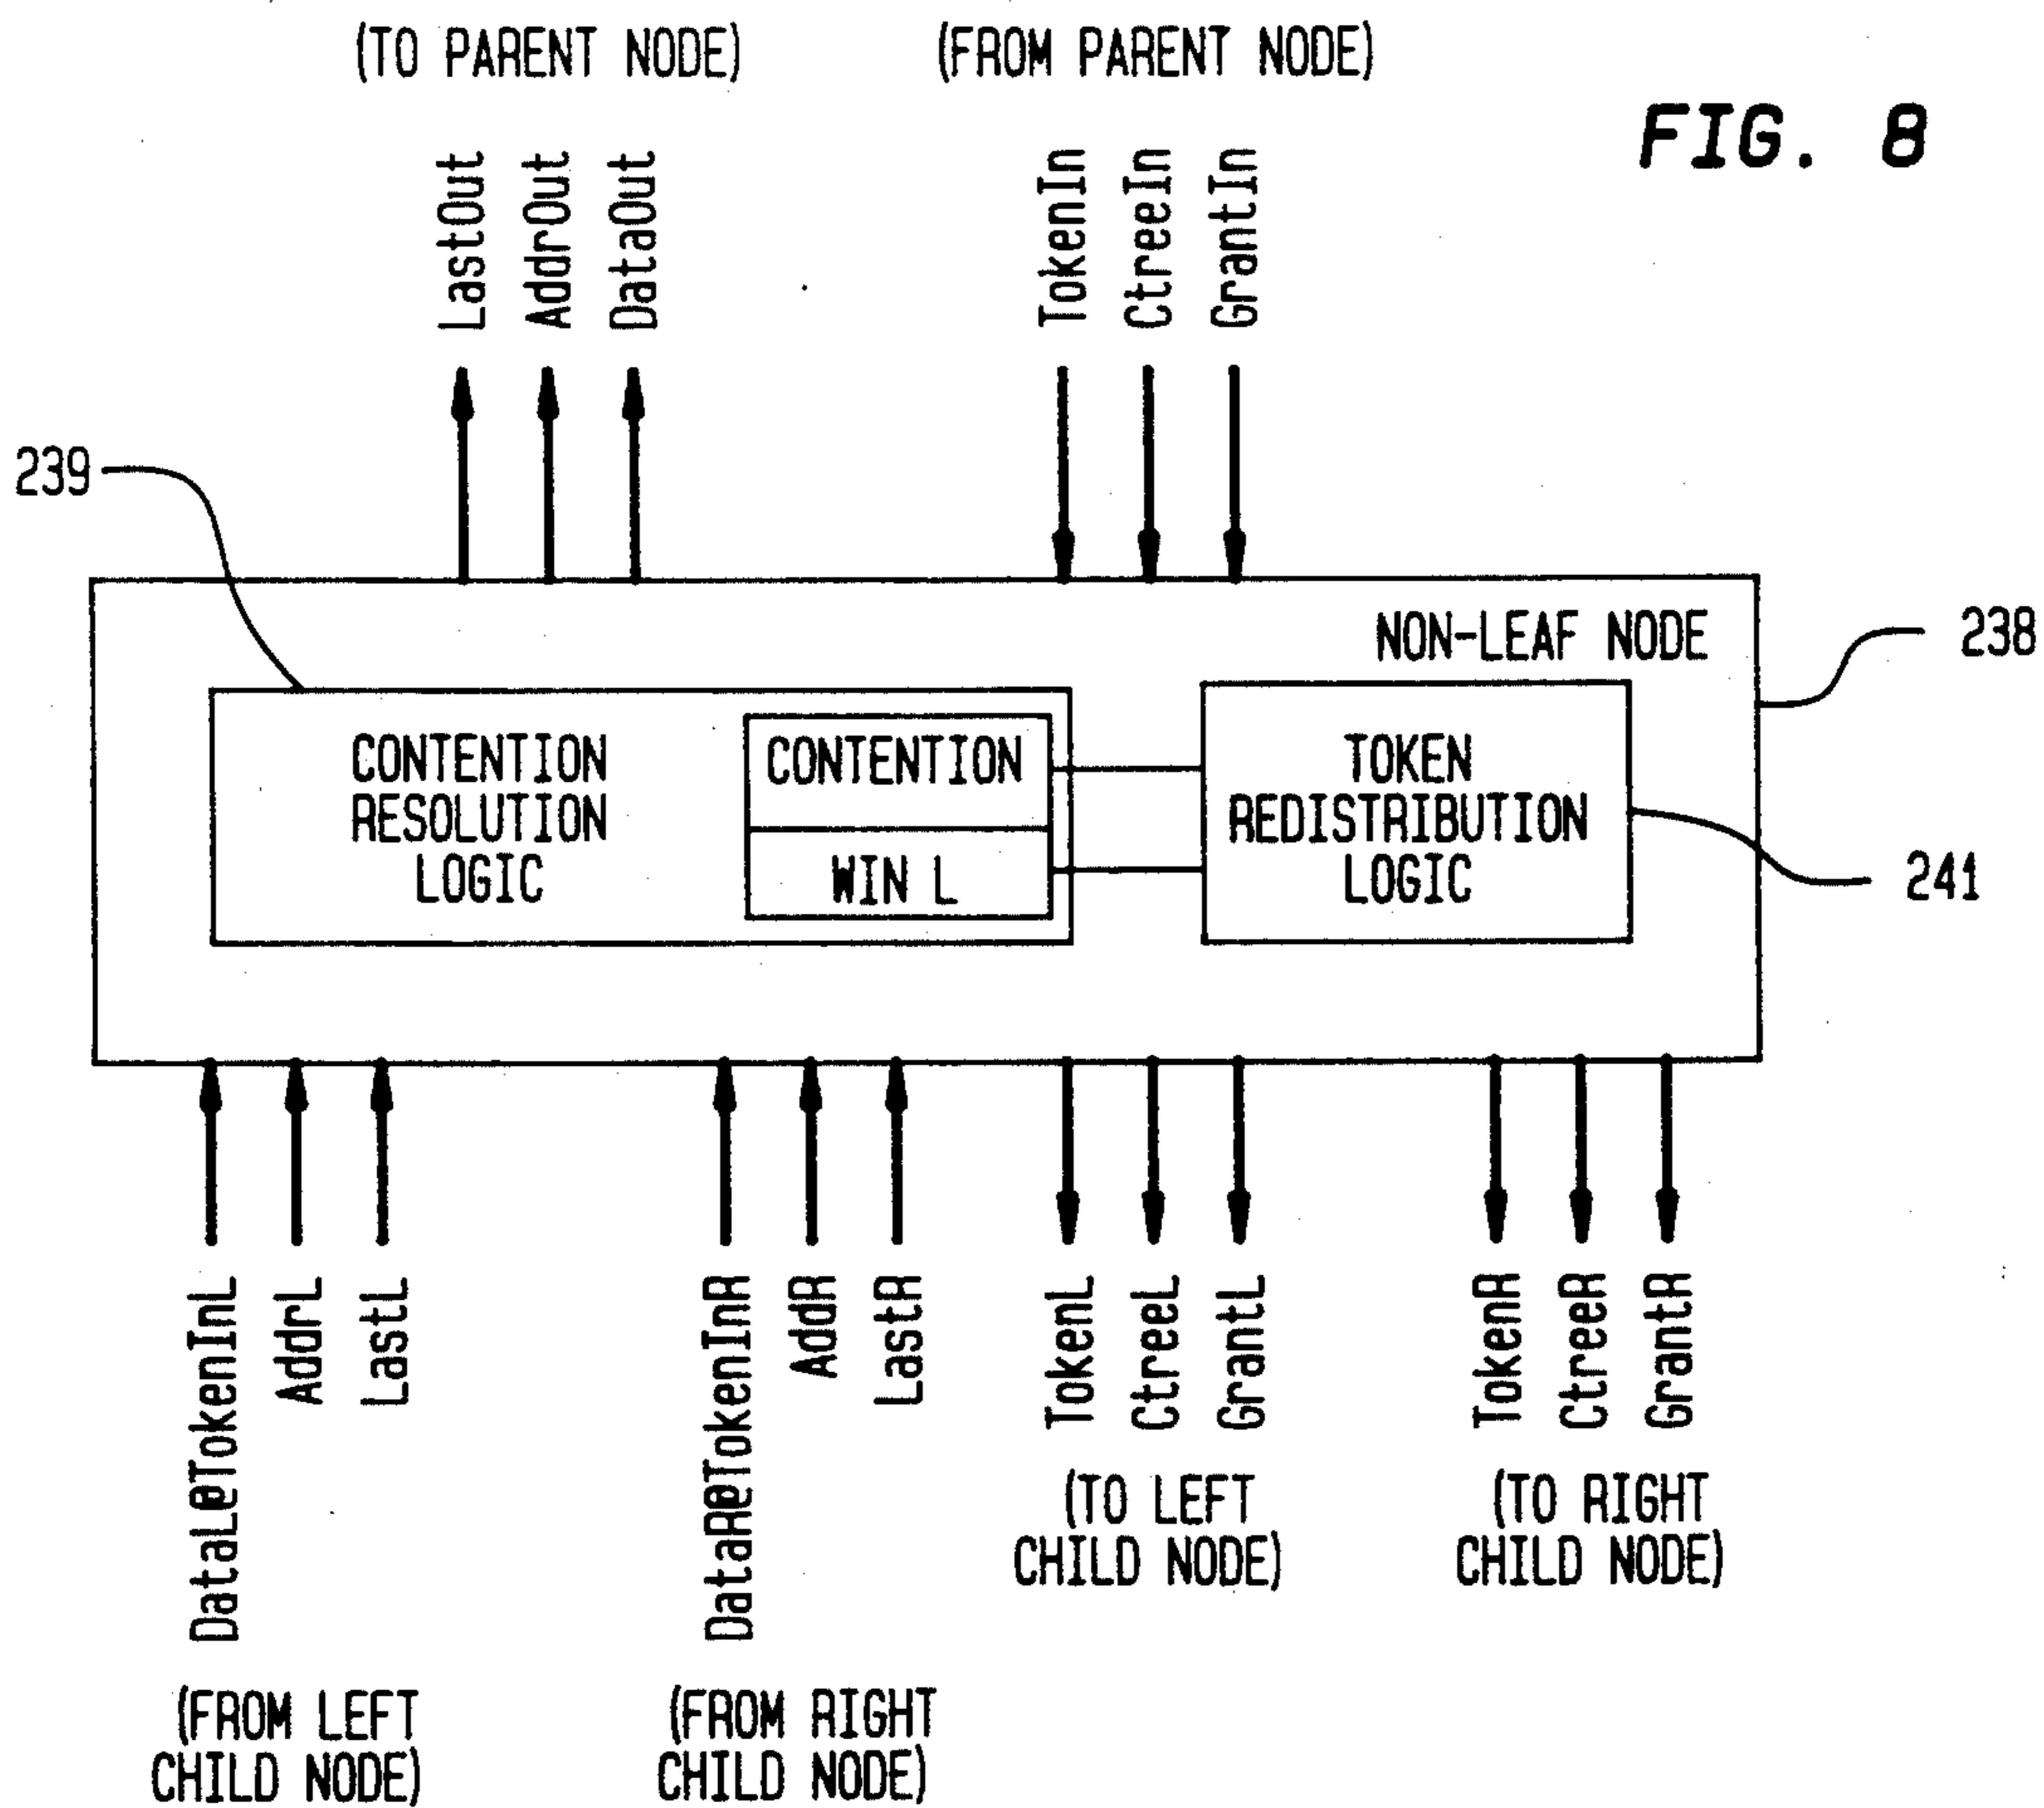 (TO PARENT NODE)
(FROM PARENT NODE)
FIG. 8
LastOut
AddrOut
DataOut
TokenIn
CtreeIn
GrantIn
239
NON-LEAF NODE
238
CONTENTION
RESOLUTION
LOGIC
CONTENTION
WIN L
TOKEN
REDISTRIBUTION
LOGIC
241
DataL@TokenInL
AddrL
LastL
DataR@TokenInR
AddR
LastR
TokenL
CtreeL
GrantL
TokenR
CtreeR
GrantR
(TO LEFT
CHILD NODE)
(TO RIGHT
CHILD NODE)
(FROM LEFT
CHILD NODE)
(FROM RIGHT
CHILD NODE)